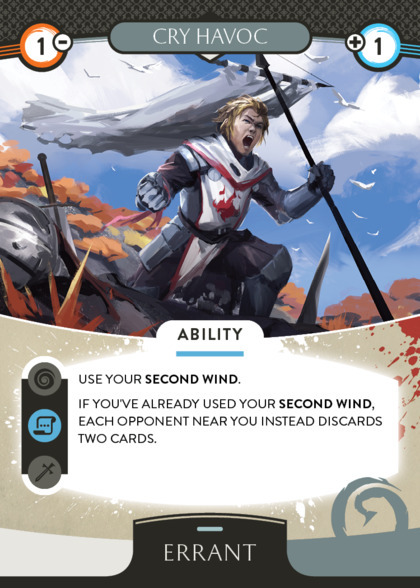 CRY HAVOC
1 -
+ 1
ABILITY
USE YOUR SECOND WIND.
IF YOU'VE ALREADY USED YOUR SECOND WIND,
EACH OPPONENT NEAR YOU INSTEAD DISCARDS
TWO CARDS.
ERRANT